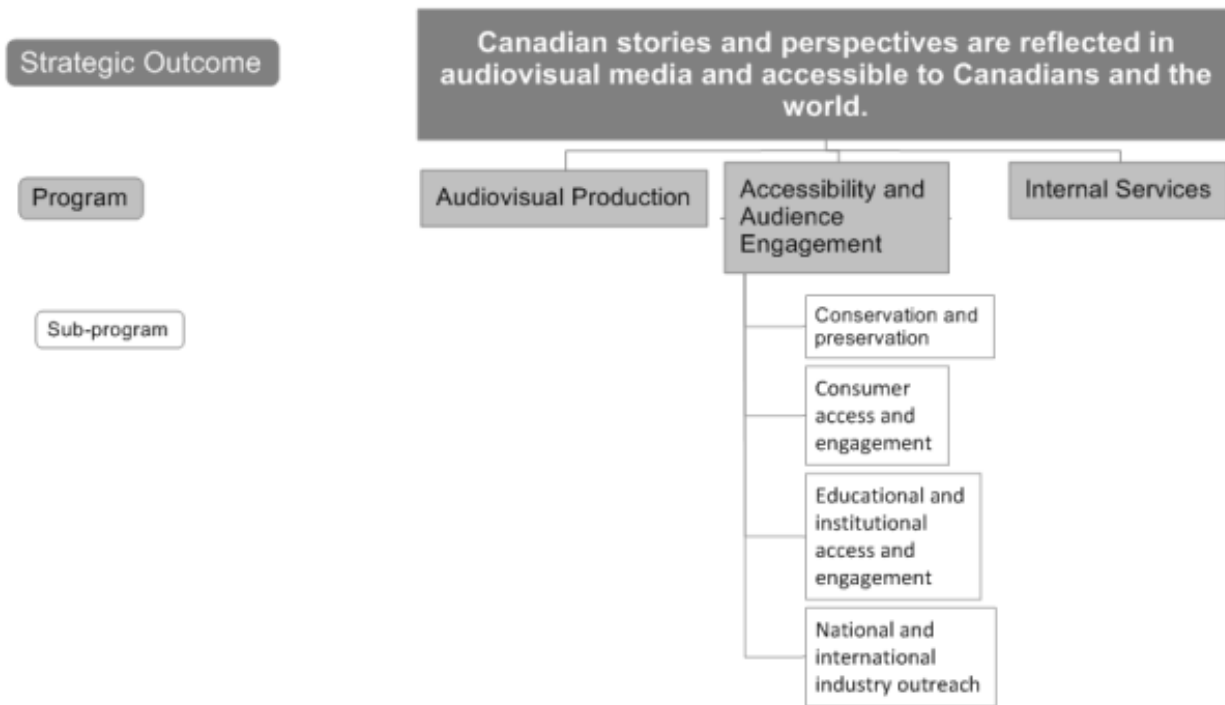 Strategic Outcome
Canadian stories and perspectives are reflected in
audiovisual media and accessible to Canadians and the
world.
Program
Audiovisual Production
Accessibility and
Audience
Engagement
Internal Services
Sub-program
Conservation and
preservation
Consumer
access and
engagement
Educational and
institutional
access and
engagement
National and
international
industry outreach